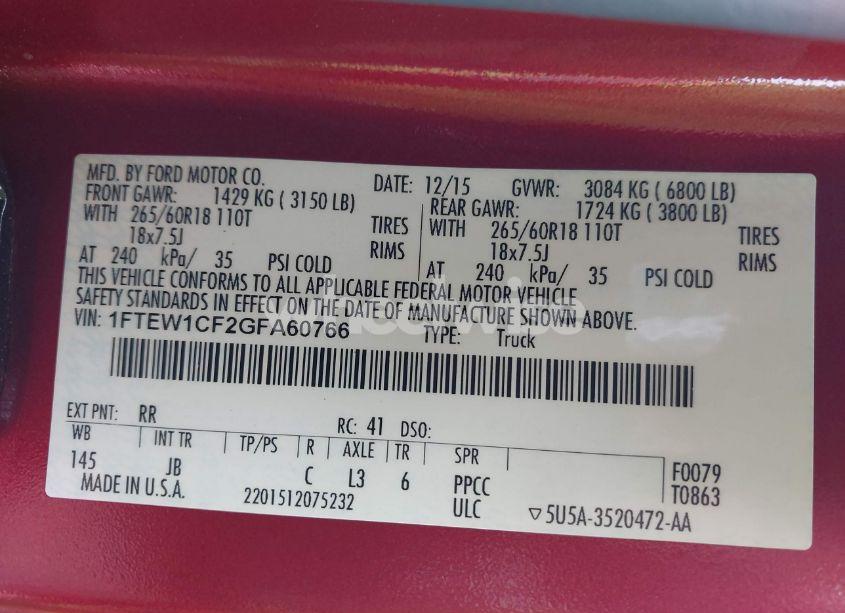 MFD. BY FORD MOTOR CO.
DATE: 12/15 GVWR: 3084 KG ( 6800 LB)
FRONT GAWR: 1429 KG ( 3150 LB) REAR GAWR: 1724 KG ( 3800 LB)
WITH 265/60R18 110T TIRES WITH 265/60R18 110T TIRES
18x7.5J RIMS 18x7.5J RIMS
AT 240 kPa/ 35 PSI COLD AT 240 kPa/ 35 PSI COLD
THIS VEHICLE CONFORMS TO ALL APPLICABLE FEDERAL MOTOR VEHICLE
SAFETY STANDARDS IN EFFECT ON THE DATE OF MANUFACTURE SHOWN ABOVE.
VIN: 1FTEW1CF2GFA60766 TYPE: Truck
EXT PNT: RR RC: 41 DSO:
WB INT TR TP/PS R AXLE TR SPR
145 JB C L3 6 PPCC F0079
MADE IN U.S.A. 2201512075232 ULC T0863
▽5U5A-3520472-AA